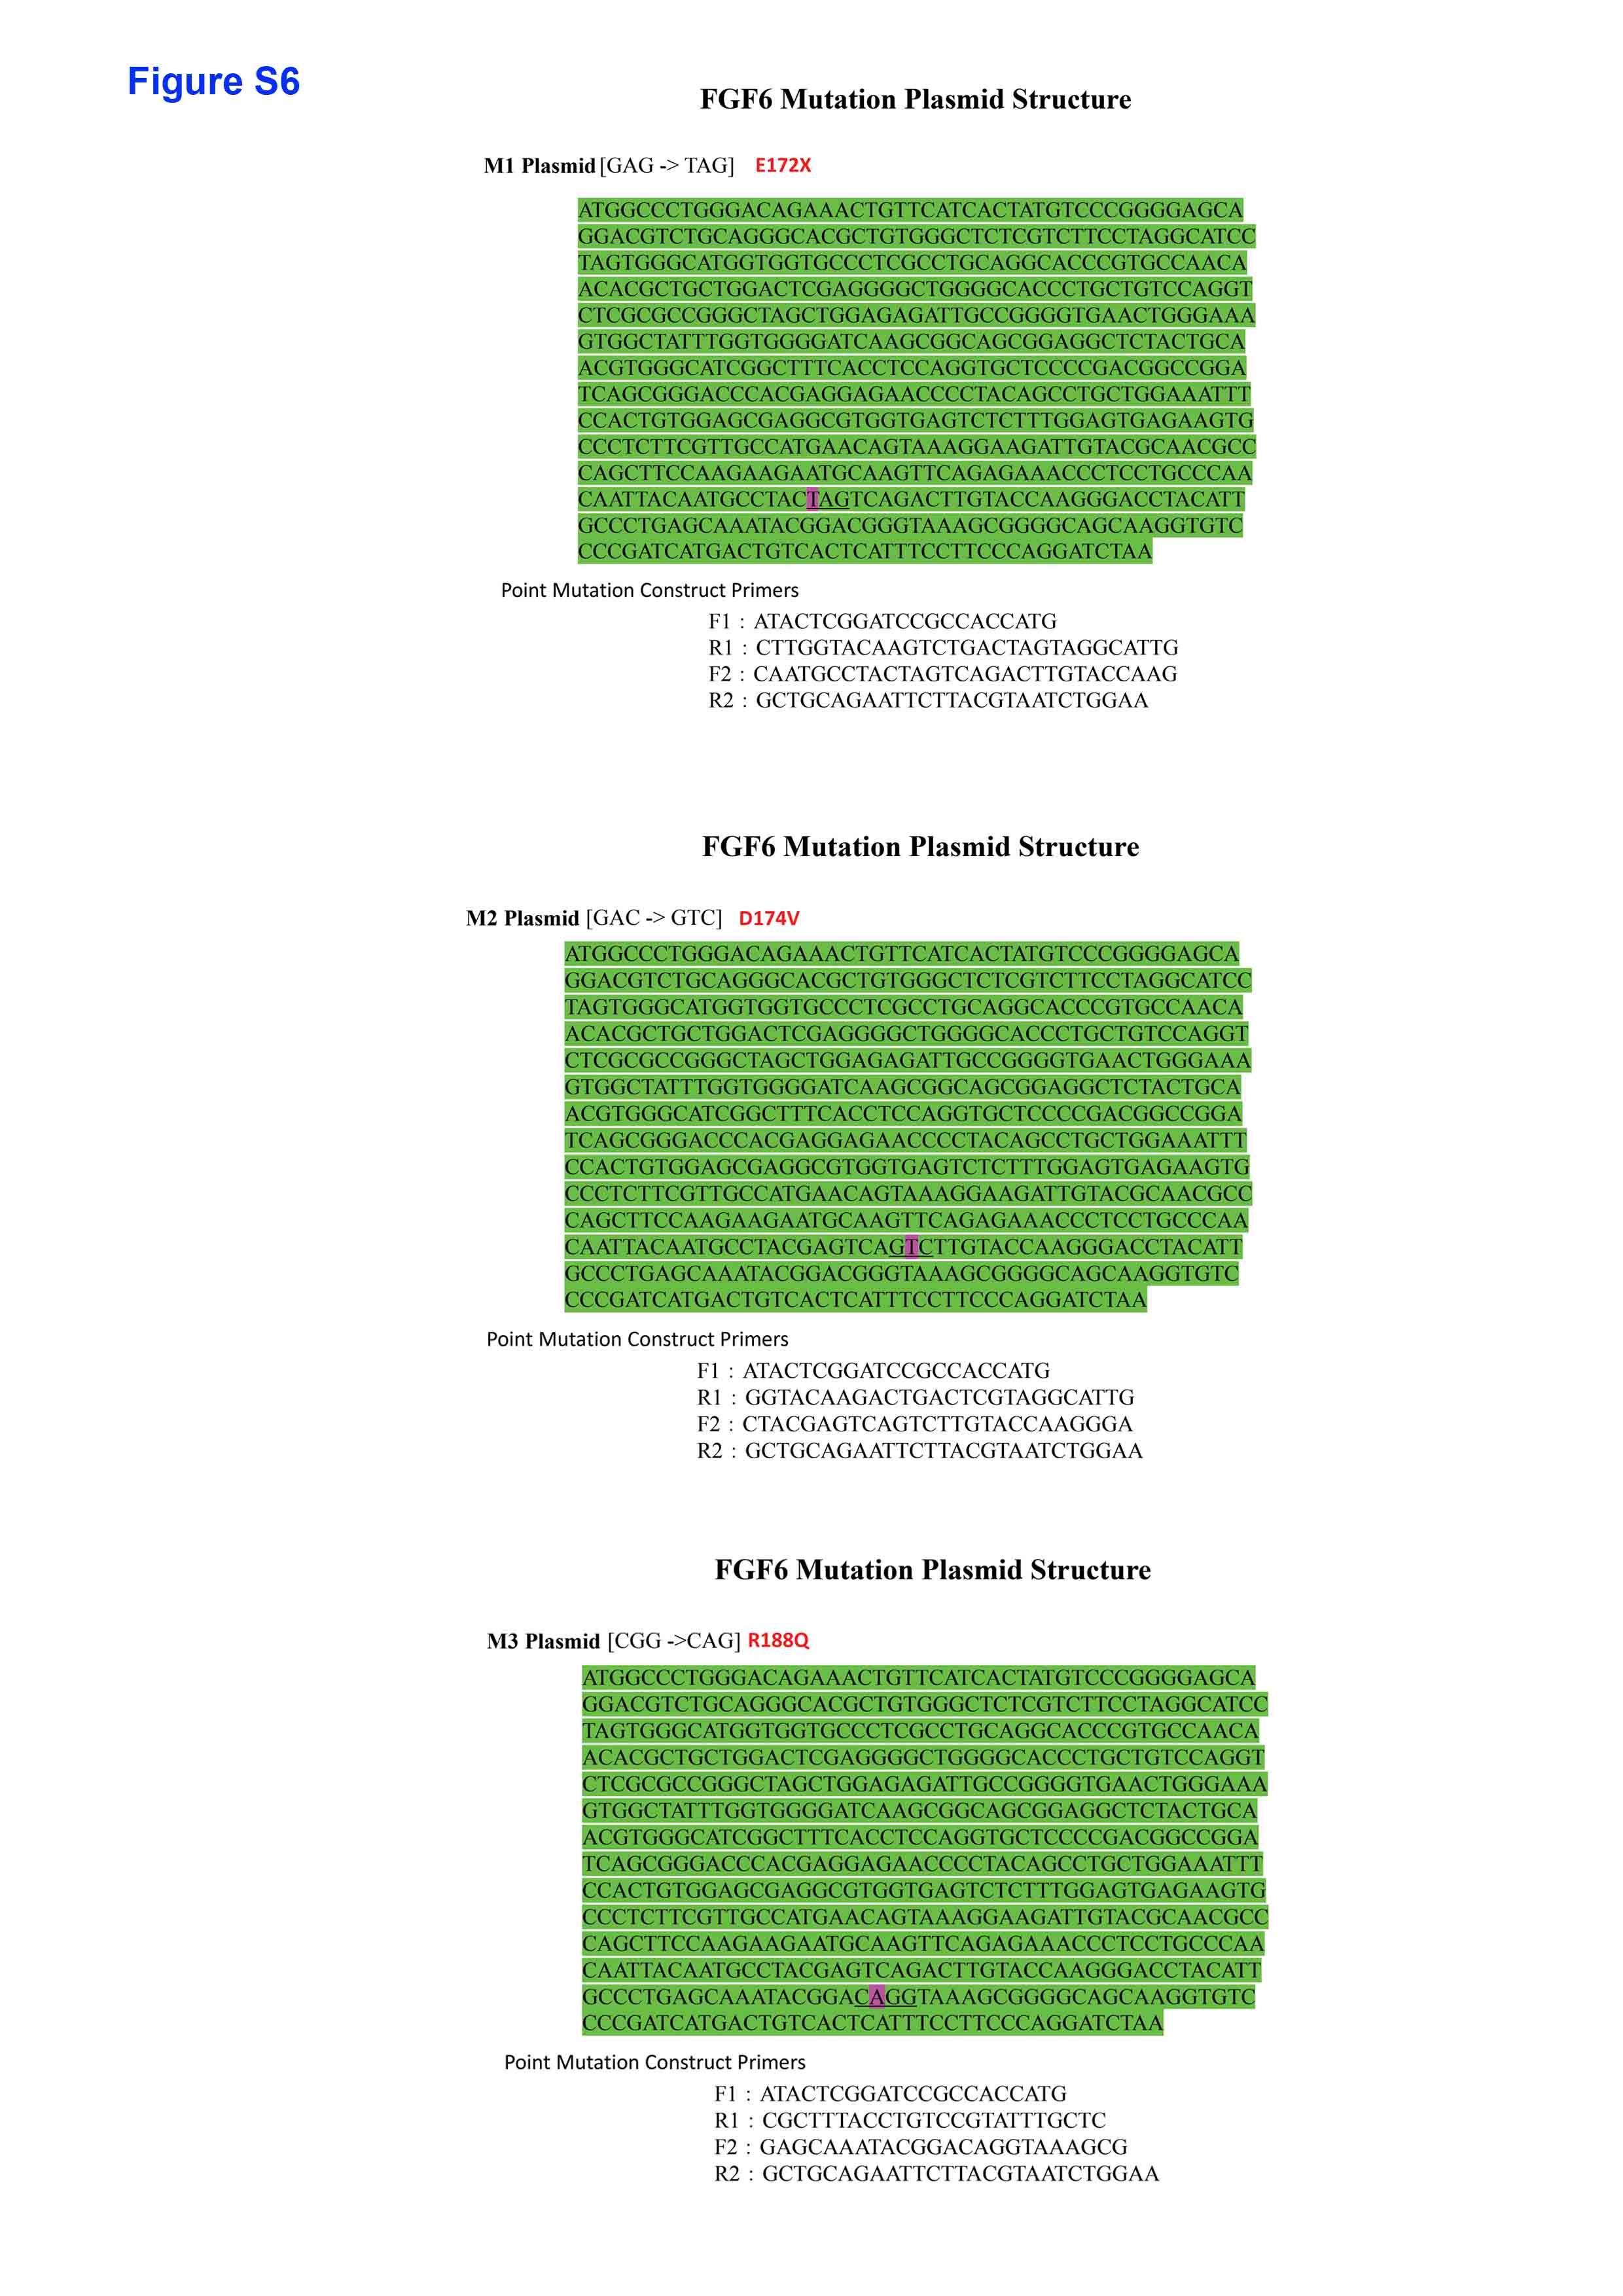 Figure S6
FGF6 Mutation Plasmid Structure
M1 Plasmid [GAG -> TAG] E172X
ATGGCCCTGGGACAGAAACTGTTCATCACTATGTCCCGGGGAGCA
GGACGTCTGCAGGGCACGCTGTGGGCTCTCGTCTTCCTAGGCATCC
TAGTGGGCATGGTGGTGCCCTCGCCTGCAGGCACCCGTGCCAACA
ACACGCTGCTGGACTCGAGGGGCTGGGGCACCCTGCTGTCCAGGT
CTCGCGCCGGGCTAGCTGGAGAGATTGCCGGGGTGAACTGGGAAA
GTGGCTATTTGGTGGGGATCAAGCGGCAGCGGAGGCTCTACTGCA
ACGTGGGCATCGGCTTTCACCTCCAGGTGCTCCCCGACGGCCGGA
TCAGCGGGACCCACGAGGAGAACCCCTACAGCCTGCTGGAAATTT
CCACTGTGGAGCGAGGCGTGGTGAGTCTCTTTGGAGTGAGAAGTG
CCCTCTTCGTTGCCATGAACAGTAAAGGAAGATTGTACGCAACGCC
CAGCTTCCAAGAAGAATGCAAGTTCAGAGAAACCCTCCTGCCCAA
CAATTACAATGCCTACTAGTCAGACTTGTACCAAGGGACCTACATT
GCCCTGAGCAAATACGGACGGGTAAAGCGGGGCAGCAAGGTGTC
CCCGATCATGACTGTCACTCATTTCCTTCCCAGGATCTAA
Point Mutation Construct Primers
F1 : ATACTCGGATCCGCCACCATG
R1 : CTTGGTACAAGTCTGACTAGTAGGCATTG
F2 : CAATGCCTACTAGTCAGACTTGTACCAAG
R2 : GCTGCAGAATTCTTACGTAATCTGGAA
FGF6 Mutation Plasmid Structure
M2 Plasmid [GAC -> GTC] D174V
ATGGCCCTGGGACAGAAACTGTTCATCACTATGTCCCGGGGAGCA
GGACGTCTGCAGGGCACGCTGTGGGCTCTCGTCTTCCTAGGCATCC
TAGTGGGCATGGTGGTGCCCTCGCCTGCAGGCACCCGTGCCAACA
ACACGCTGCTGGACTCGAGGGGCTGGGGCACCCTGCTGTCCAGGT
CTCGCGCCGGGCTAGCTGGAGAGATTGCCGGGGTGAACTGGGAAA
GTGGCTATTTGGTGGGGATCAAGCGGCAGCGGAGGCTCTACTGCA
ACGTGGGCATCGGCTTTCACCTCCAGGTGCTCCCCGACGGCCGGA
TCAGCGGGACCCACGAGGAGAACCCCTACAGCCTGCTGGAAATTT
CCACTGTGGAGCGAGGCGTGGTGAGTCTCTTTGGAGTGAGAAGTG
CCCTCTTCGTTGCCATGAACAGTAAAGGAAGATTGTACGCAACGCC
CAGCTTCCAAGAAGAATGCAAGTTCAGAGAAACCCTCCTGCCCAA
CAATTACAATGCCTACGAGTCAGTCTTGTACCAAGGGACCTACATT
GCCCTGAGCAAATACGGACGGGTAAAGCGGGGCAGCAAGGTGTC
CCCGATCATGACTGTCACTCATTTCCTTCCCAGGATCTAA
Point Mutation Construct Primers
F1 : ATACTCGGATCCGCCACCATG
R1 : GGTACAAGACTGACTCGTAGGCATTG
F2 : CTACGAGTCAGTCTTGTACCAAGGGA
R2 : GCTGCAGAATTCTTACGTAATCTGGAA
FGF6 Mutation Plasmid Structure
M3 Plasmid [CGG ->CAG] R188Q
ATGGCCCTGGGACAGAAACTGTTCATCACTATGTCCCGGGGAGCA
GGACGTCTGCAGGGCACGCTGTGGGCTCTCGTCTTCCTAGGCATCC
TAGTGGGCATGGTGGTGCCCTCGCCTGCAGGCACCCGTGCCAACA
ACACGCTGCTGGACTCGAGGGGCTGGGGCACCCTGCTGTCCAGGT
CTCGCGCCGGGCTAGCTGGAGAGATTGCCGGGGTGAACTGGGAAA
GTGGCTATTTGGTGGGGATCAAGCGGCAGCGGAGGCTCTACTGCA
ACGTGGGCATCGGCTTTCACCTCCAGGTGCTCCCCGACGGCCGGA
TCAGCGGGACCCACGAGGAGAACCCCTACAGCCTGCTGGAAATTT
CCACTGTGGAGCGAGGCGTGGTGAGTCTCTTTGGAGTGAGAAGTG
CCCTCTTCGTTGCCATGAACAGTAAAGGAAGATTGTACGCAACGCC
CAGCTTCCAAGAAGAATGCAAGTTCAGAGAAACCCTCCTGCCCAA
CAATTACAATGCCTACGAGTCAGACTTGTACCAAGGGACCTACATT
GCCCTGAGCAAATACGGACAGGTAAAGCGGGGCAGCAAGGTGTC
CCCGATCATGACTGTCACTCATTTCCTTCCCAGGATCTAA
Point Mutation Construct Primers
F1 : ATACTCGGATCCGCCACCATG
R1 : CGCTTTACCTGTCCGTATTTGCTC
F2 : GAGCAAATACGGACAGGTAAAGCG
R2 : GCTGCAGAATTCTTACGTAATCTGGAA